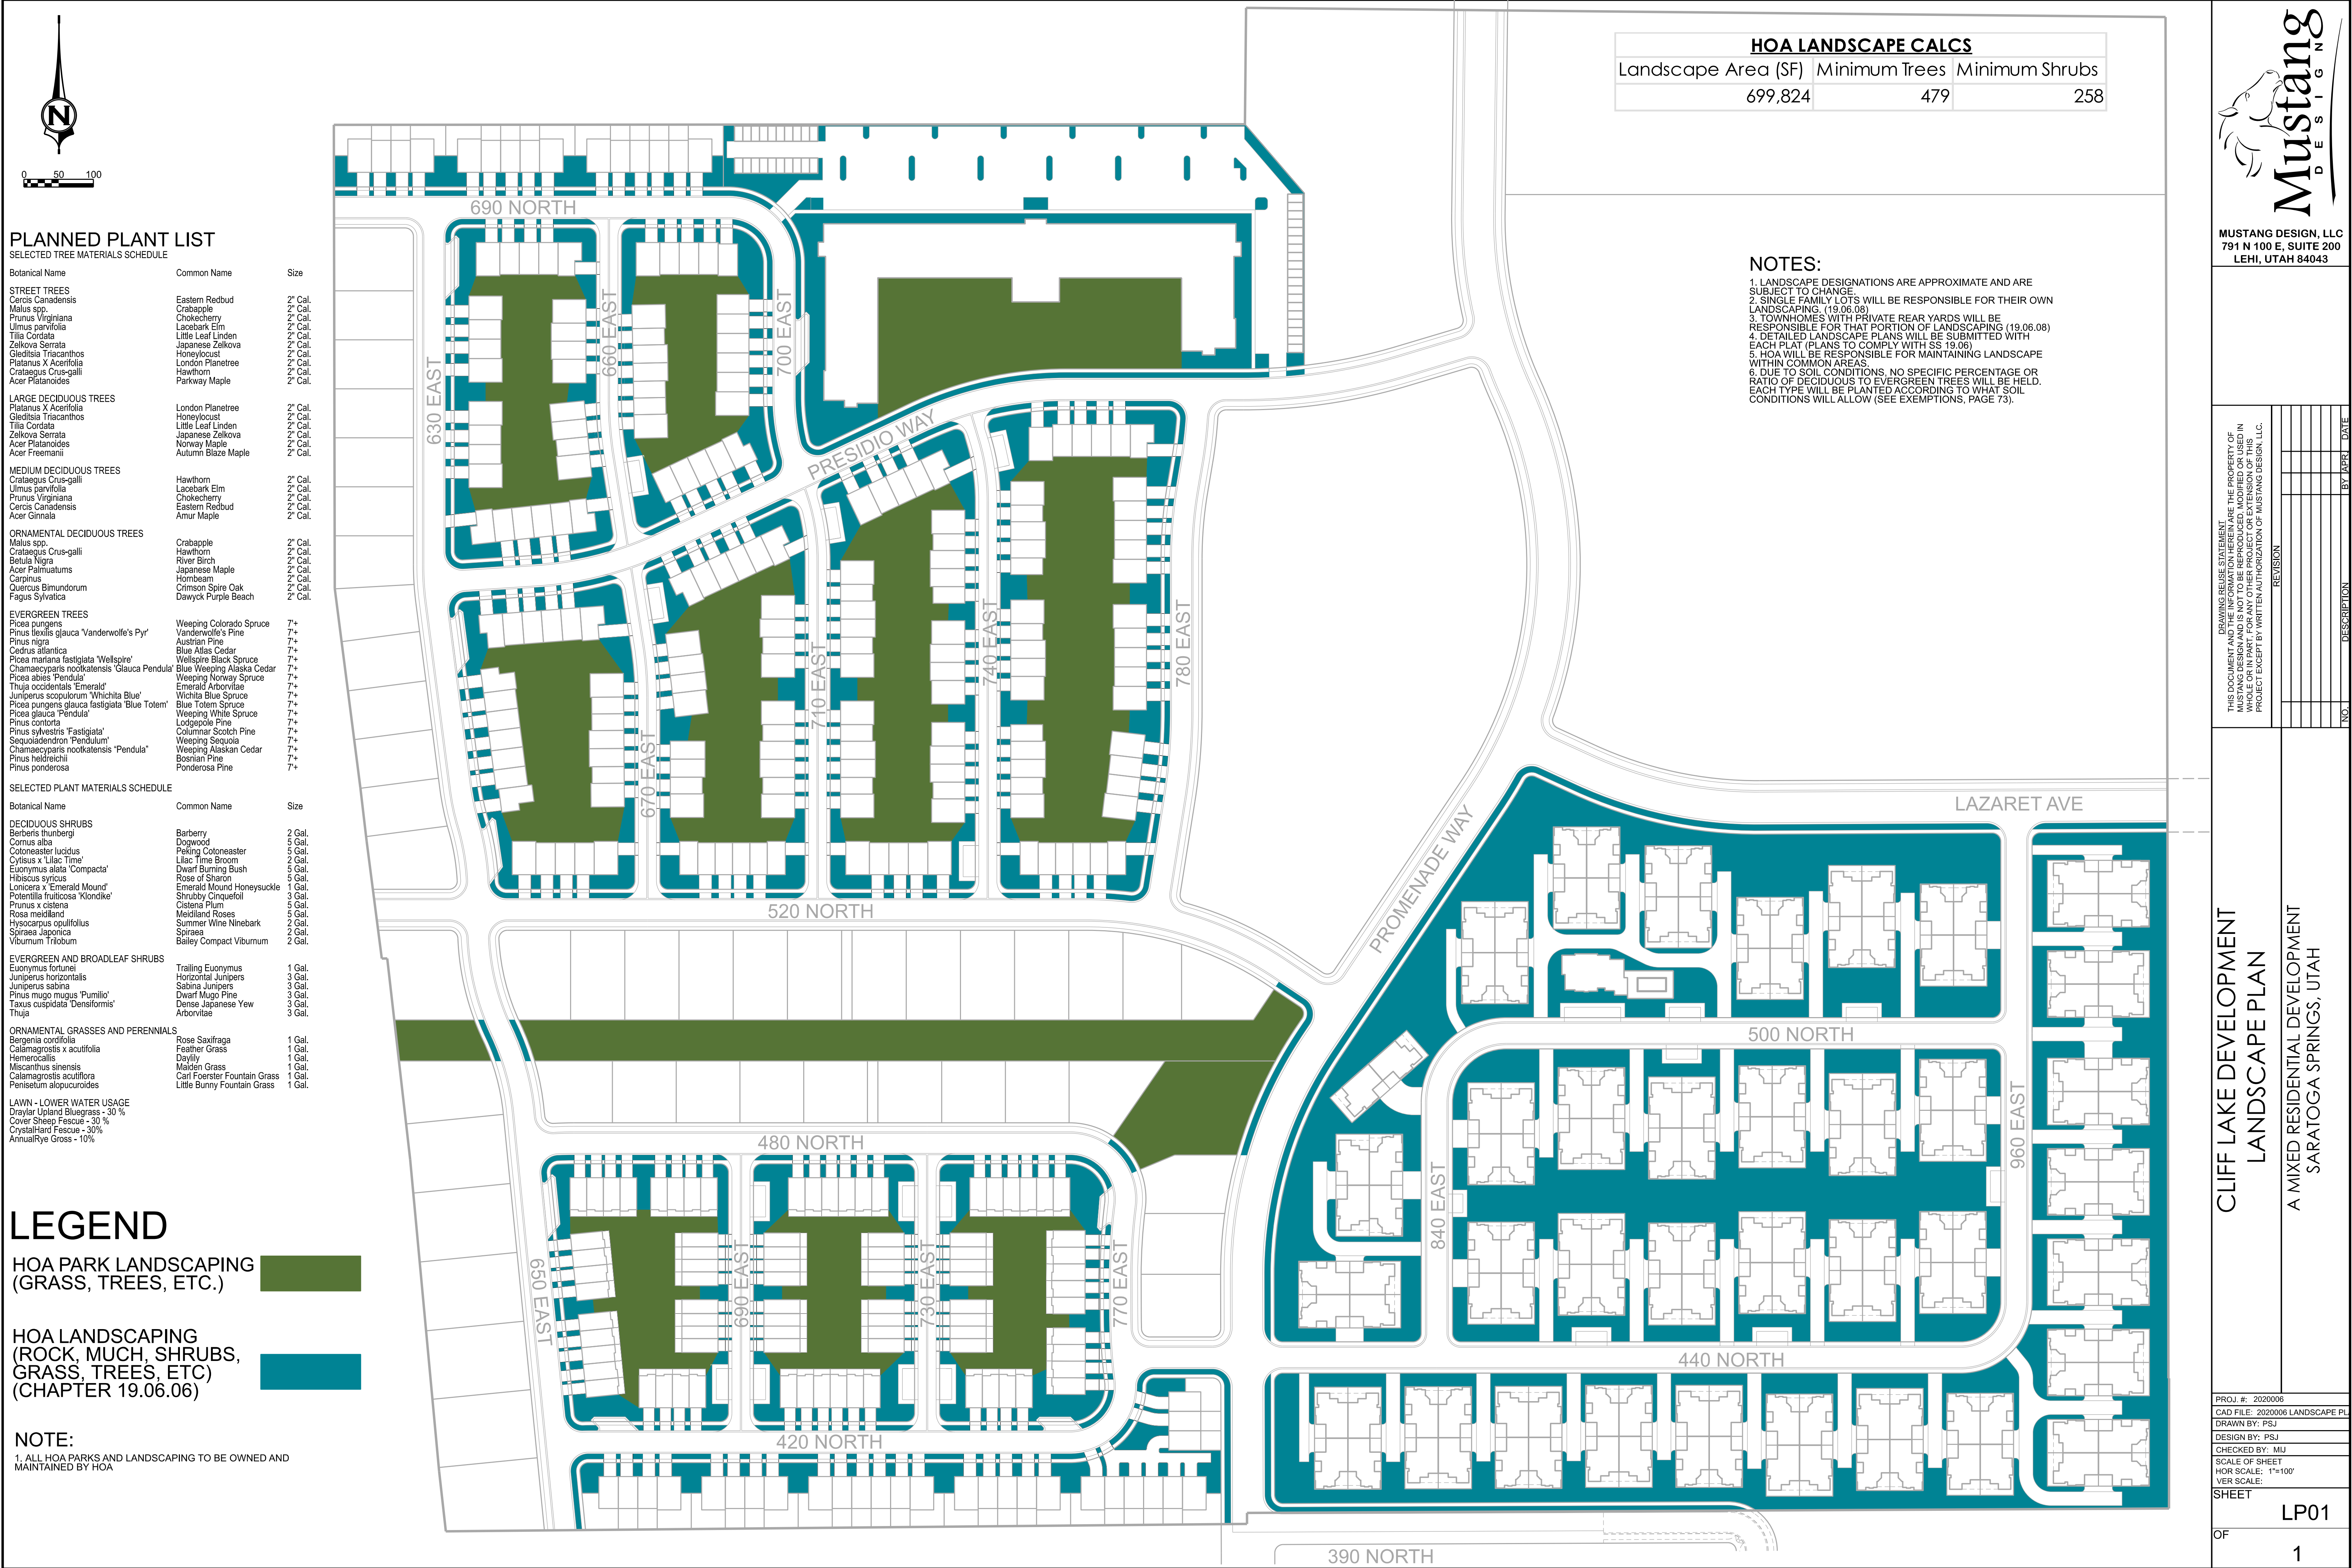 N
0 50 100
PLANNED PLANT LIST
SELECTED TREE MATERIALS SCHEDULE
Botanical Name Common Name Size
STREET TREES
Cercis Canadensis Eastern Redbud 2" Cal.
Malus spp. Crabapple 2" Cal.
Prunus Virginiana Chokecherry 2" Cal.
Ulmus parvifolia Lacebark Elm 2" Cal.
Tilia Cordata Little Leaf Linden 2" Cal.
Zelkova Serrata Japanese Zelkova 2" Cal.
Gleditsia Triacanthos Honeylocust 2" Cal.
Platanus X Acerifolia London Planetree 2" Cal.
Crataegus Crus-galli Hawthorn 2" Cal.
Acer Platanoides Parkway Maple 2" Cal.
LARGE DECIDUOUS TREES
Platanus X Acerifolia London Planetree 2" Cal.
Gleditsia Triacanthos Honeylocust 2" Cal.
Tilia Cordata Little Leaf Linden 2" Cal.
Zelkova Serrata Japanese Zelkova 2" Cal.
Acer Platanoides Norway Maple 2" Cal.
Acer Freemanii Autumn Blaze Maple 2" Cal.
MEDIUM DECIDUOUS TREES
Crataegus Crus-galli Hawthorn 2" Cal.
Ulmus parvifolia Lacebark Elm 2" Cal.
Prunus Virginiana Chokecherry 2" Cal.
Cercis Canadensis Eastern Redbud 2" Cal.
Acer Ginnala Amur Maple 2" Cal.
ORNAMENTAL DECIDUOUS TREES
Malus spp. Crabapple 2" Cal.
Crataegus Crus-galli Hawthorn 2" Cal.
Betula Nigra River Birch 2" Cal.
Acer Palmuatums Japanese Maple 2" Cal.
Carpinus Hornbeam 2" Cal.
Quercus Bimundorum Crimson Spire Oak 2" Cal.
Fagus Sylvatica Dawyck Purple Beach 2" Cal.
EVERGREEN TREES
Picea pungens Weeping Colorado Spruce 7'+
Pinus flexilis glauca 'Vanderwolfe's Pyr' Vanderwolfe's Pine 7'+
Pinus nigra Austrian Pine 7'+
Cedrus atlantica Blue Atlas Cedar 7'+
Picea mariana fastigiata 'Wellspire' Wellspire Black Spruce 7'+
Chamaecyparis nootkatensis 'Glauca Pendula' Blue Weeping Alaska Cedar 7'+
Picea abies 'Pendula' Weeping Norway Spruce 7'+
Thuja occidentals 'Emerald' Emerald Arborvitae 7'+
Juniperus scopulorum 'Whichita Blue' Wichita Blue Spruce 7'+
Picea pungens glauca fastigiata 'Blue Totem' Blue Totem Spruce 7'+
Picea glauca 'Pendula' Weeping White Spruce 7'+
Pinus contorta Lodgepole Pine 7'+
Pinus sylvestris 'Fastigiata' Columnar Scotch Pine 7'+
Sequoiadendron 'Pendulum' Weeping Sequoia 7'+
Chamaecyparis nootkatensis "Pendula" Weeping Alaskan Cedar 7'+
Pinus heldreichii Bosnian Pine 7'+
Pinus ponderosa Ponderosa Pine 7'+
SELECTED PLANT MATERIALS SCHEDULE
Botanical Name Common Name Size
DECIDUOUS SHRUBS
Berberis thunbergi Barberry 2 Gal.
Cornus alba Dogwood 5 Gal.
Cotoneaster lucidus Peking Cotoneaster 5 Gal.
Cytisus x 'Lilac Time' Lilac Time Broom 2 Gal.
Euonymus alata 'Compacta' Dwarf Burning Bush 5 Gal.
Hibiscus syricus Rose of Sharon 5 Gal.
Lonicera x 'Emerald Mound' Emerald Mound Honeysuckle 1 Gal.
Potentilla fruiticosa 'Klondike' Shrubby Cinquefoil 3 Gal.
Prunus x cistena Cistena Plum 5 Gal.
Rosa meidiland Meidiland Roses 5 Gal.
Hysocarpus opulifolius Summer Wine Ninebark 2 Gal.
Spiraea Japonica Spiraea 2 Gal.
Viburnum Trilobum Bailey Compact Viburnum 2 Gal.
EVERGREEN AND BROADLEAF SHRUBS
Euonymus fortunei Trailing Euonymus 1 Gal.
Juniperus horizontalis Horizontal Junipers 3 Gal.
Juniperus sabina Sabina Junipers 3 Gal.
Pinus mugo mugus 'Pumilio' Dwarf Mugo Pine 3 Gal.
Taxus cuspidata 'Densiformis' Dense Japanese Yew 3 Gal.
Thuja Arborvitae 3 Gal.
ORNAMENTAL GRASSES AND PERENNIALS
Bergenia cordifolia Rose Saxifraga 1 Gal.
Calamagrostis x acutifolia Feather Grass 1 Gal.
Hemerocallis Daylily 1 Gal.
Miscanthus sinensis Maiden Grass 1 Gal.
Calamagrostis acutiflora Carl Foerster Fountain Grass 1 Gal.
Penisetum alopucuroides Little Bunny Fountain Grass 1 Gal.
LAWN - LOWER WATER USAGE
Draylar Upland Bluegrass - 30 %
Cover Sheep Fescue - 30 %
CrystalHard Fescue - 30%
AnnualRye Gross - 10%
LEGEND
HOA PARK LANDSCAPING
(GRASS, TREES, ETC.)
HOA LANDSCAPING
(ROCK, MUCH, SHRUBS,
GRASS, TREES, ETC)
(CHAPTER 19.06.06)
NOTE:
1. ALL HOA PARKS AND LANDSCAPING TO BE OWNED AND
MAINTAINED BY HOA
690 NORTH
630 EAST
660 EAST
700 EAST
PRESIDIO WAY
670 EAST
710 EAST
740 EAST
780 EAST
520 NORTH
PROMENADE WAY
LAZARET AVE
480 NORTH
500 NORTH
650 EAST
690 EAST
730 EAST
770 EAST
840 EAST
960 EAST
440 NORTH
420 NORTH
390 NORTH
HOA LANDSCAPE CALCS
Landscape Area (SF) Minimum Trees Minimum Shrubs
699,824 479 258
NOTES:
1. LANDSCAPE DESIGNATIONS ARE APPROXIMATE AND ARE
SUBJECT TO CHANGE.
2. SINGLE FAMILY LOTS WILL BE RESPONSIBLE FOR THEIR OWN
LANDSCAPING. (19.06.08)
3. TOWNHOMES WITH PRIVATE REAR YARDS WILL BE
RESPONSIBLE FOR THAT PORTION OF LANDSCAPING (19.06.08)
4. DETAILED LANDSCAPE PLANS WILL BE SUBMITTED WITH
EACH PLAT (PLANS TO COMPLY WITH SS 19.06)
5. HOA WILL BE RESPONSIBLE FOR MAINTAINING LANDSCAPE
WITHIN COMMON AREAS.
6. DUE TO SOIL CONDITIONS, NO SPECIFIC PERCENTAGE OR
RATIO OF DECIDUOUS TO EVERGREEN TREES WILL BE HELD.
EACH TYPE WILL BE PLANTED ACCORDING TO WHAT SOIL
CONDITIONS WILL ALLOW (SEE EXEMPTIONS, PAGE 73).
Mustang
DESIGN
MUSTANG DESIGN, LLC
791 N 100 E, SUITE 200
LEHI, UTAH 84043
DRAWING REUSE STATEMENT
THIS DOCUMENT AND THE INFORMATION HEREIN ARE THE PROPERTY OF
MUSTANG DESIGN AND IS NOT TO BE REPRODUCED, MODIFIED OR USED IN
WHOLE OR IN PART, FOR ANY OTHER PROJECT OR EXTENSION OF THIS
PROJECT EXCEPT BY WRITTEN AUTHORIZATION OF MUSTANG DESIGN, LLC.
REVISION
NO. DESCRIPTION BY APR. DATE
CLIFF LAKE DEVELOPMENT
LANDSCAPE PLAN
A MIXED RESIDENTIAL DEVELOPMENT
SARATOGA SPRINGS, UTAH
PROJ. #: 2020006
CAD FILE: 2020006 LANDSCAPE PL
DRAWN BY: PSJ
DESIGN BY: PSJ
CHECKED BY: MIJ
SCALE OF SHEET
HOR SCALE: 1"=100'
VER SCALE:
SHEET
LP01
OF
1